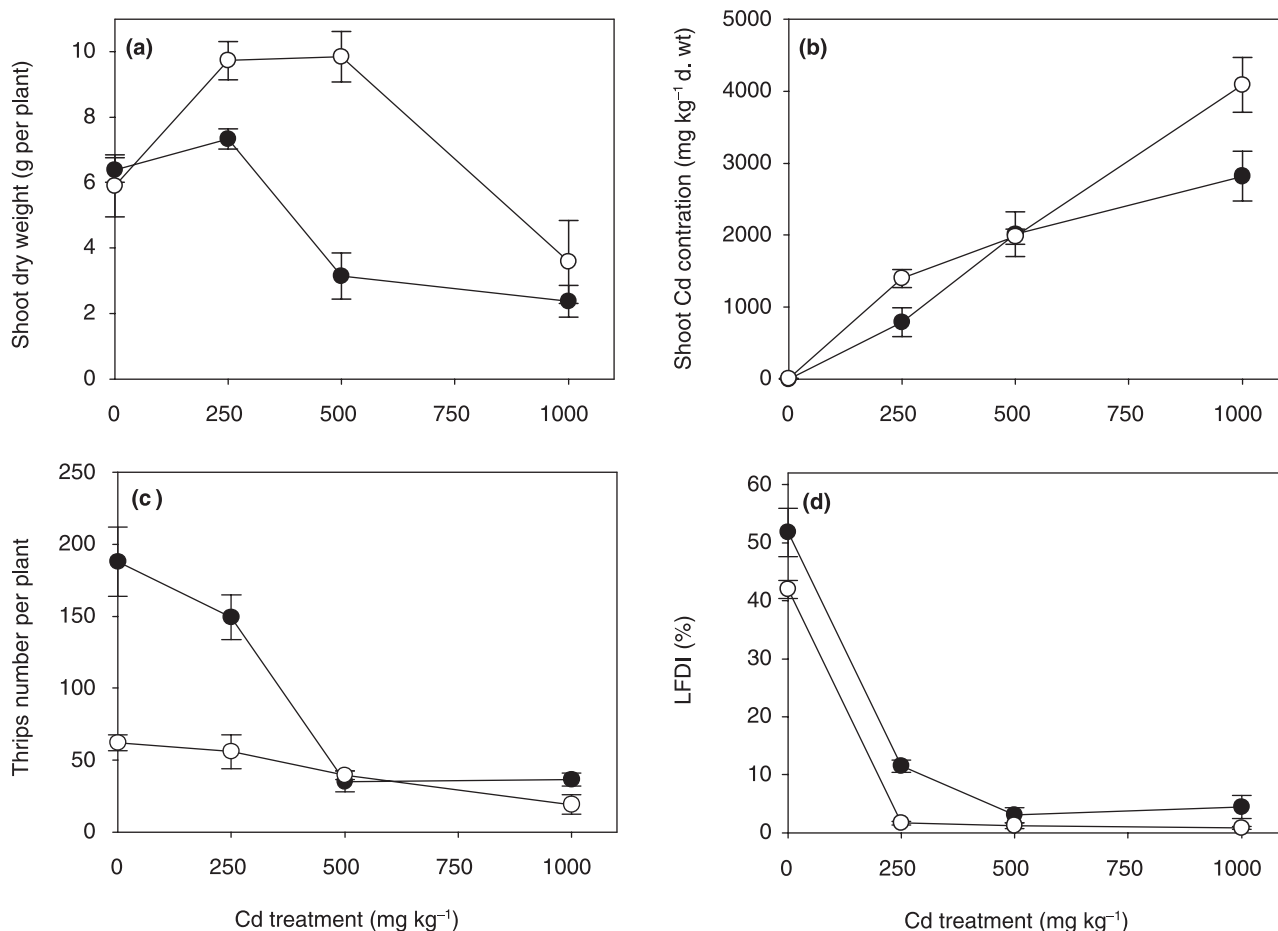 (a)
Shoot dry weight (g per plant)
10
8
6
4
2
0
0 250 500 750 1000
(b)
Shoot Cd contration (mg kg⁻¹ d. wt)
5000
4000
3000
2000
1000
0
0 250 500 750 1000
(c )
Thrips number per plant
250
200
150
100
50
0
0 250 500 750 1000
Cd treatment (mg kg⁻¹)
(d)
LFDI (%)
60
50
40
30
20
10
0
0 250 500 750 1000
Cd treatment (mg kg⁻¹)